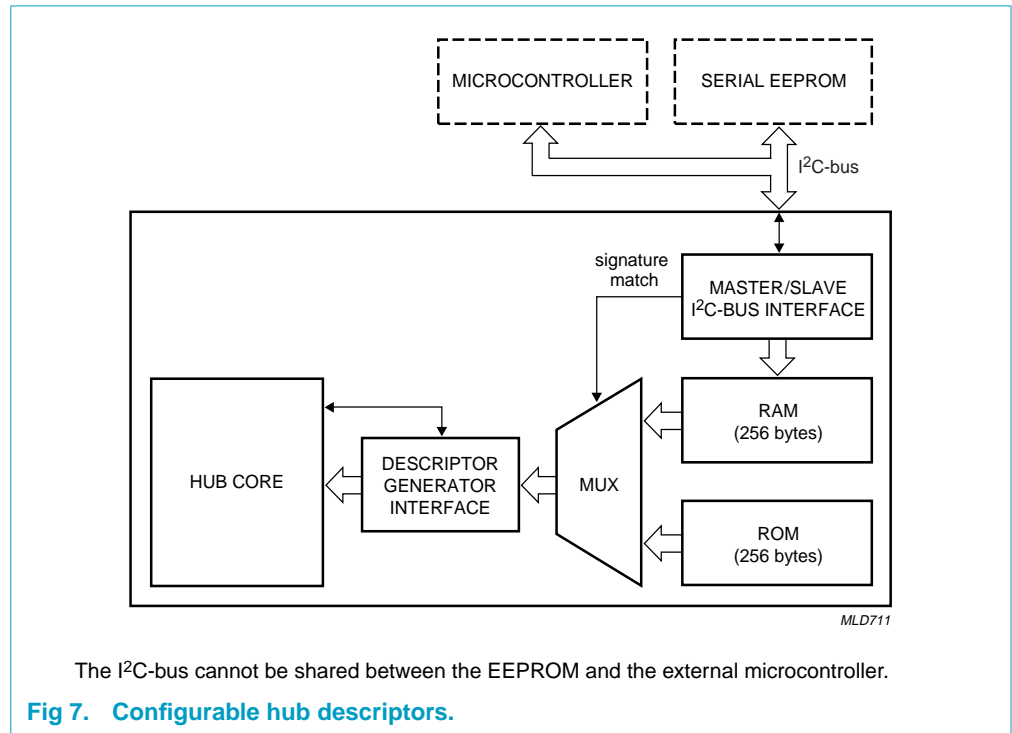 MICROCONTROLLER
SERIAL EEPROM
I²C-bus
signature
match
MASTER/SLAVE
I²C-BUS INTERFACE
RAM
(256 bytes)
HUB CORE
DESCRIPTOR
GENERATOR
INTERFACE
MUX
ROM
(256 bytes)
MLD711
The I²C-bus cannot be shared between the EEPROM and the external microcontroller.
Fig 7. Configurable hub descriptors.